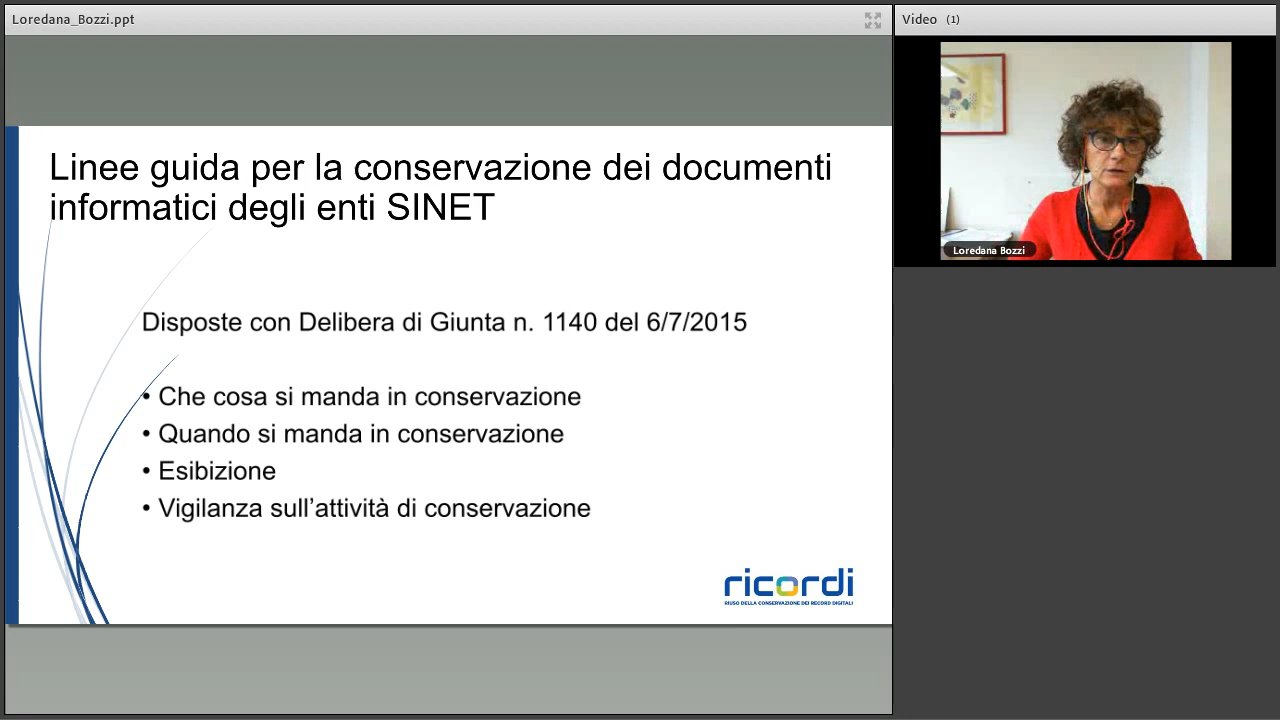 Loredana_Bozzi.ppt
Video (1)
Linee guida per la conservazione dei documenti
informatici degli enti SINET
Disposte con Delibera di Giunta n. 1140 del 6/7/2015
• Che cosa si manda in conservazione
• Quando si manda in conservazione
• Esibizione
• Vigilanza sull’attività di conservazione
ricordi
RIUSO DELLA CONSERVAZIONE DEI RECORD DIGITALI
Loredana Bozzi